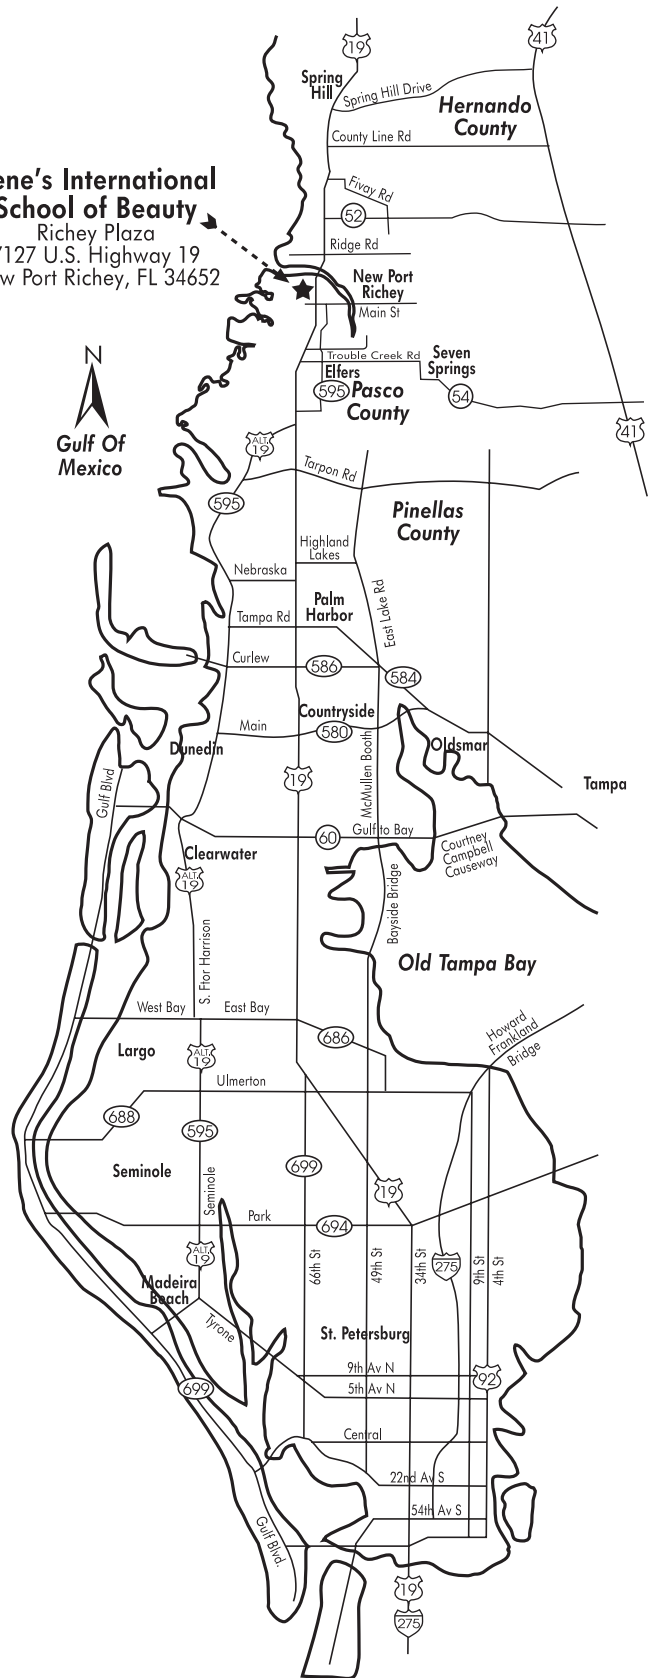 19
41
Spring
Hill
Spring Hill Drive
Hernando
County
County Line Rd
ene's International
School of Beauty
Richey Plaza
7127 U.S. Highway 19
w Port Richey, FL 34652
Fivay Rd
52
Ridge Rd
New Port
Richey
Main St
Trouble Creek Rd
Seven
Springs
Elfers
595
Pasco
County
54
N
Gulf Of
Mexico
ALT.
19
41
Tarpon Rd
595
Pinellas
County
Highland
Lakes
Nebraska
Palm
Harbor
East Lake Rd
Tampa Rd
Curlew
586
584
Countryside
Main
580
Dunedin
Oldsmar
McMullen Booth
19
Gulf Blvd
Tampa
60
Gulf to Bay
Courtney
Campbell
Causeway
Clearwater
ALT.
19
Bayside Bridge
S. Ftor Harrison
Old Tampa Bay
West Bay
East Bay
Howard
Frankland
Bridge
686
Largo
ALT.
19
Ulmerton
688
595
699
Seminole
Seminole
19
Park
694
ALT.
19
66th St
49th St
34th St
275
9th St
4th St
Madeira
Beach
Tyrone
St. Petersburg
9th Av N
92
5th Av N
699
Central
22nd Av S
54th Av S
Gulf Blvd.
19
275